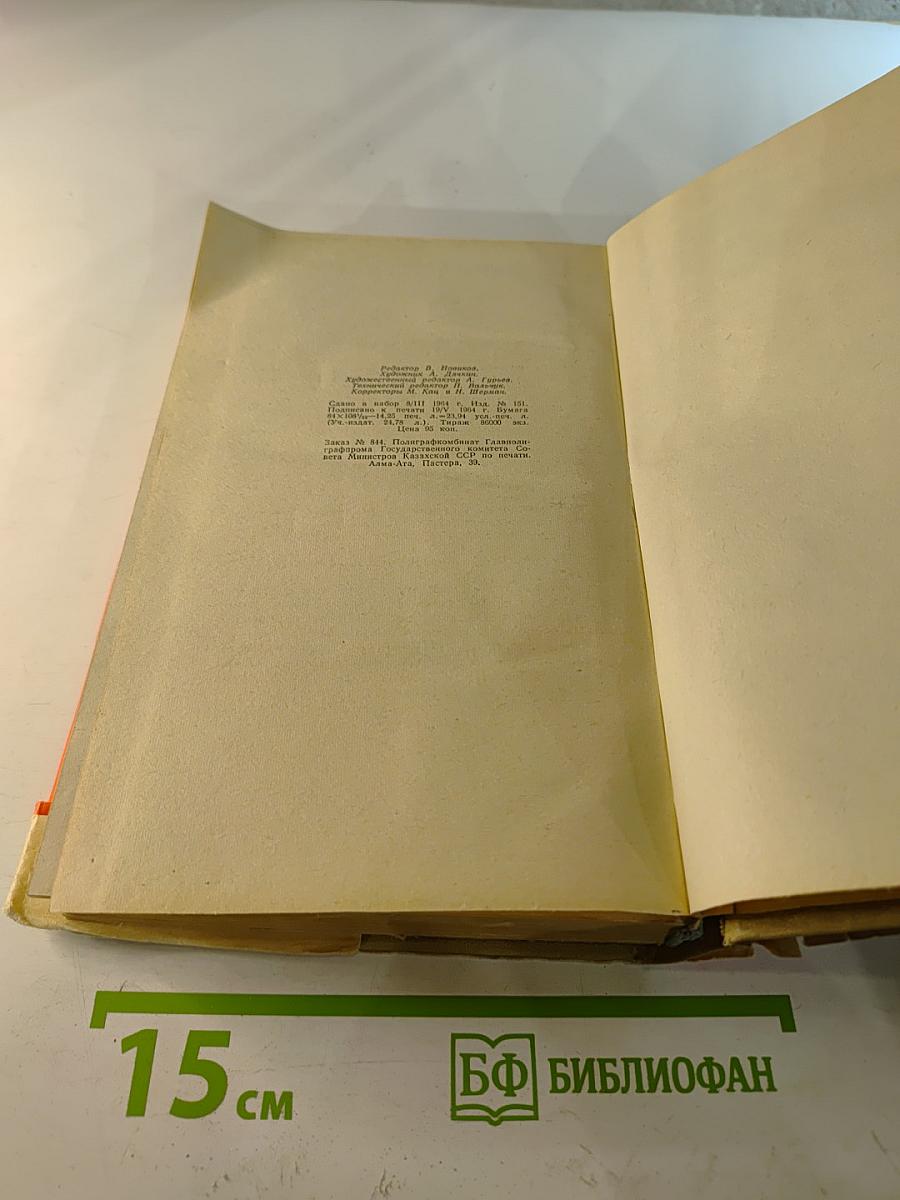 Редактор В. Новиков.
Художник А. Дячкин.
Художественный редактор А. Гурьев.
Технический редактор П. Вальчук.
Корректоры М. Кац и Н. Шерман.
Сдано в набор 8/III 1964 г. Изд. № 151.
Подписано к печати 19/V 1964 г. Бумага
84×108¹/₃₂—14,25 печ. л.—23,94 усл.-печ. л.
(Уч.-издат. 24,78 л.). Тираж 86000 экз.
Цена 95 коп.
Заказ № 844. Полиграфкомбинат Главполи-
графпрома Государственного комитета Со-
вета Министров Казахской ССР по печати.
Алма-Ата, Пастера, 39.
15 см
БФ БИБЛИОФАН